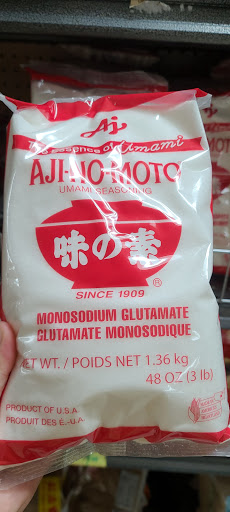 Aj
The essence of Umami
AJI-NO-MOTO
UMAMI SEASONING
味の素
®
SINCE 1909
MONOSODIUM GLUTAMATE
GLUTAMATE MONOSODIQUE
NET WT. / POIDS NET 1.36 kg
48 OZ (3 lb)
PRODUCT OF U.S.A.
PRODUIT DES É.-U.A.